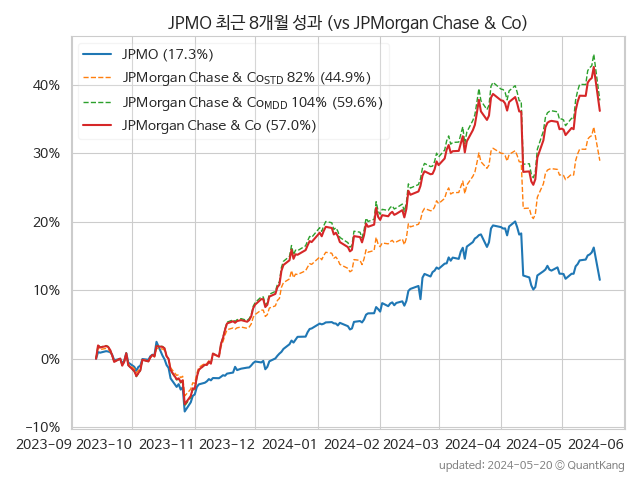 JPMO 최근 8개월 성과 (vs JPMorgan Chase & Co)
JPMO (17.3%)
JPMorgan Chase & CoSTD 82% (44.9%)
JPMorgan Chase & CoMDD 104% (59.6%)
JPMorgan Chase & Co (57.0%)
40%
30%
20%
10%
0%
−10%
2023-09 2023-10 2023-11 2023-12 2024-01 2024-02 2024-03 2024-04 2024-05 2024-06
updated: 2024-05-20 © QuantKang